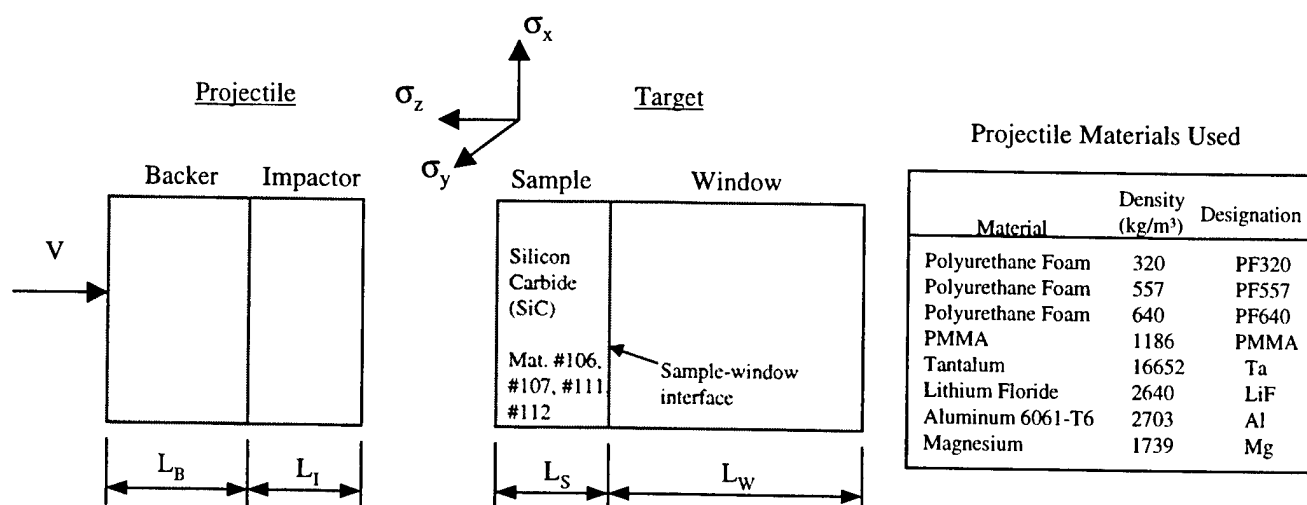 σx
Projectile
σz
Target
σy
Projectile Materials Used
Backer
Impactor
Sample
Window
V
Silicon
Carbide
(SiC)
Mat. #106,
#107, #111,
#112
Sample-window
interface
LB
LI
LS
LW
Material Density (kg/m³) Designation
Polyurethane Foam 320 PF320
Polyurethane Foam 557 PF557
Polyurethane Foam 640 PF640
PMMA 1186 PMMA
Tantalum 16652 Ta
Lithium Floride 2640 LiF
Aluminum 6061-T6 2703 Al
Magnesium 1739 Mg